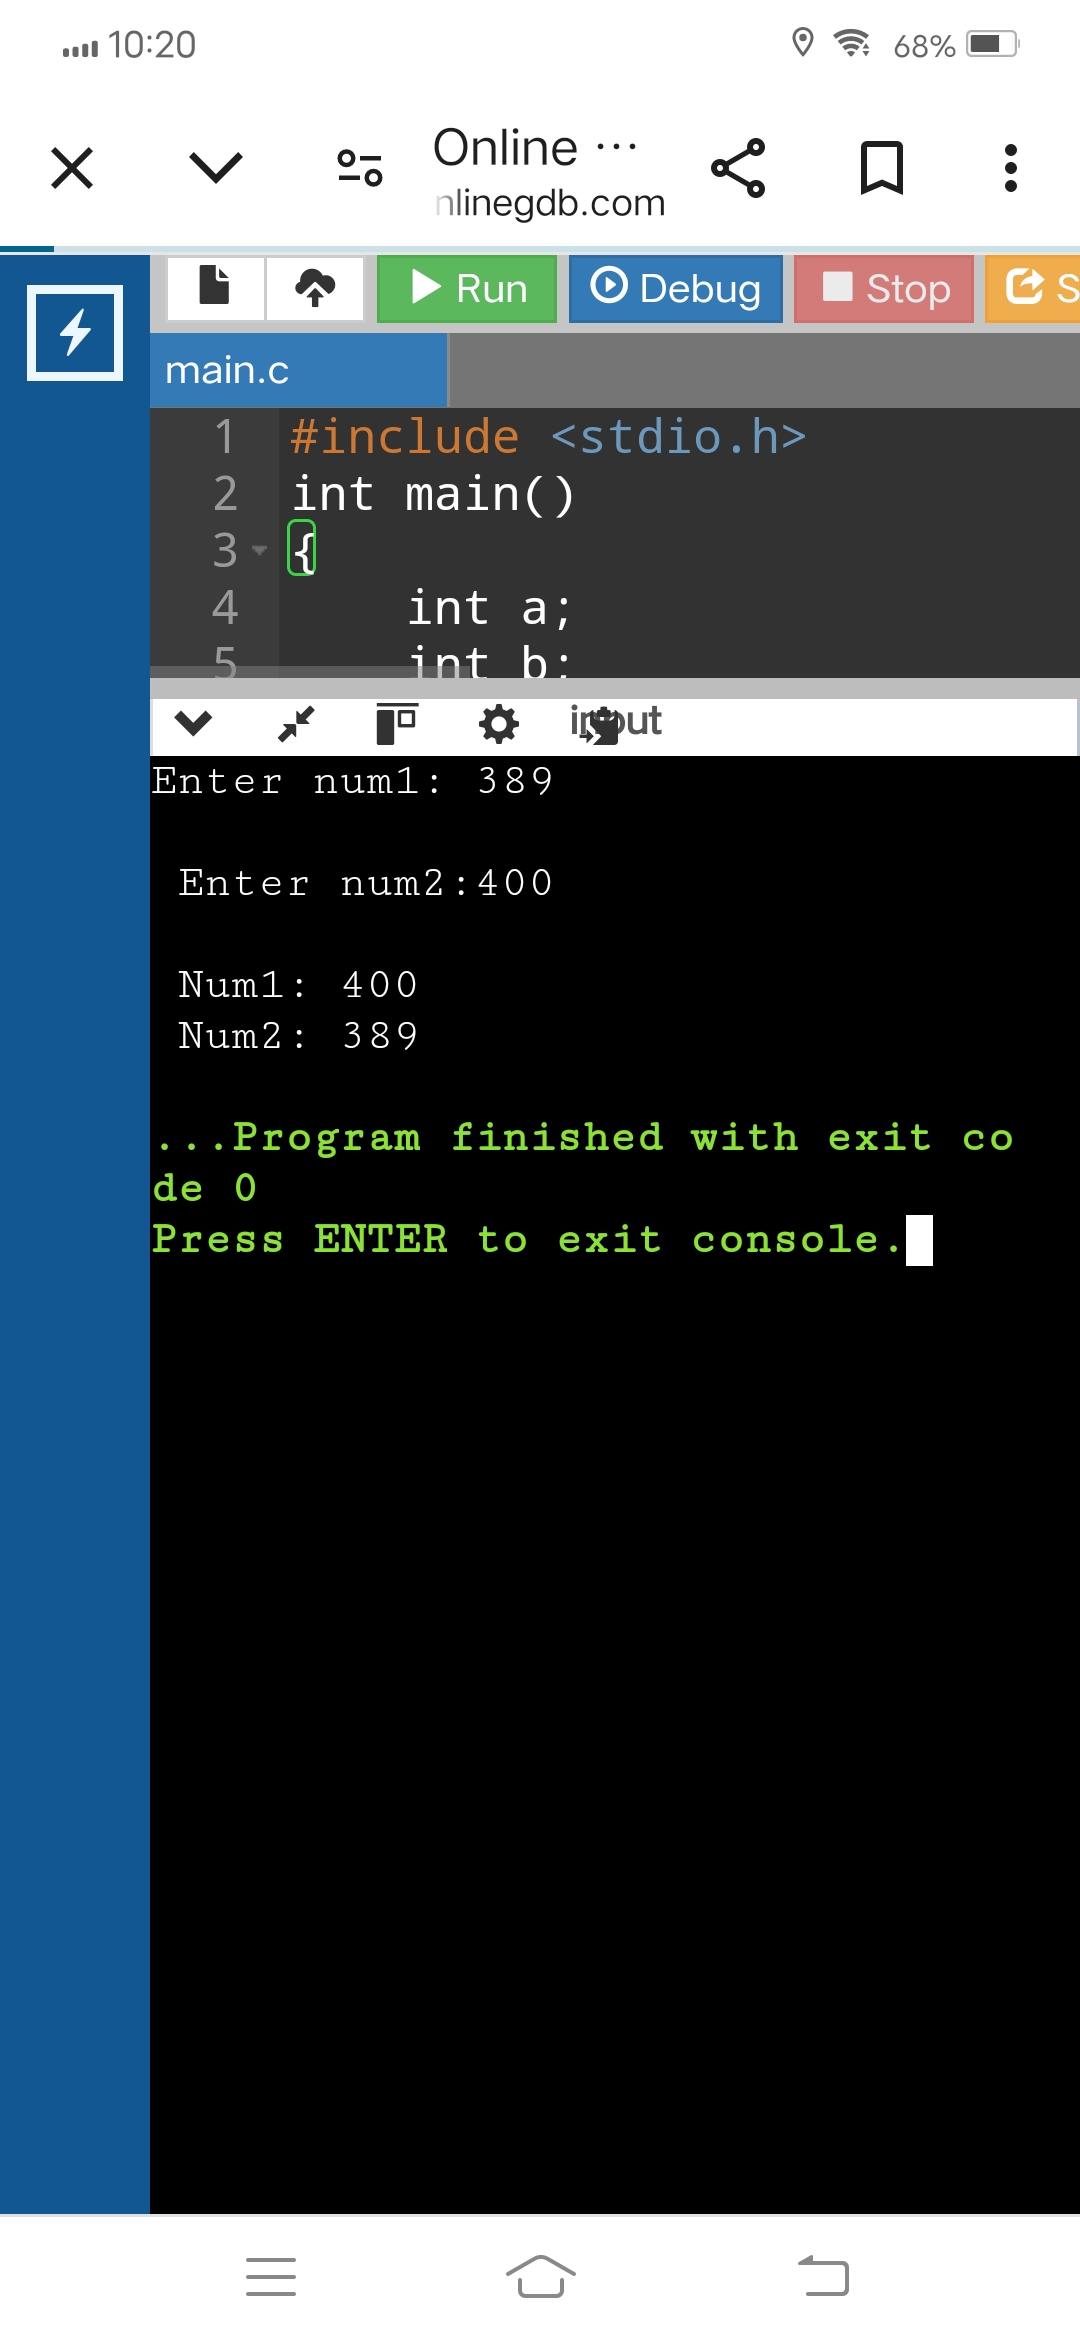 10:20
68%
Online ...
nlinegdb.com
Run
Debug
Stop
S
main.c
1 #include <stdio.h>
2 int main()
3 {
4 int a;
5 int b;
input
Enter num1: 389
Enter num2:400
Num1: 400
Num2: 389
...Program finished with exit co
de 0
Press ENTER to exit console.